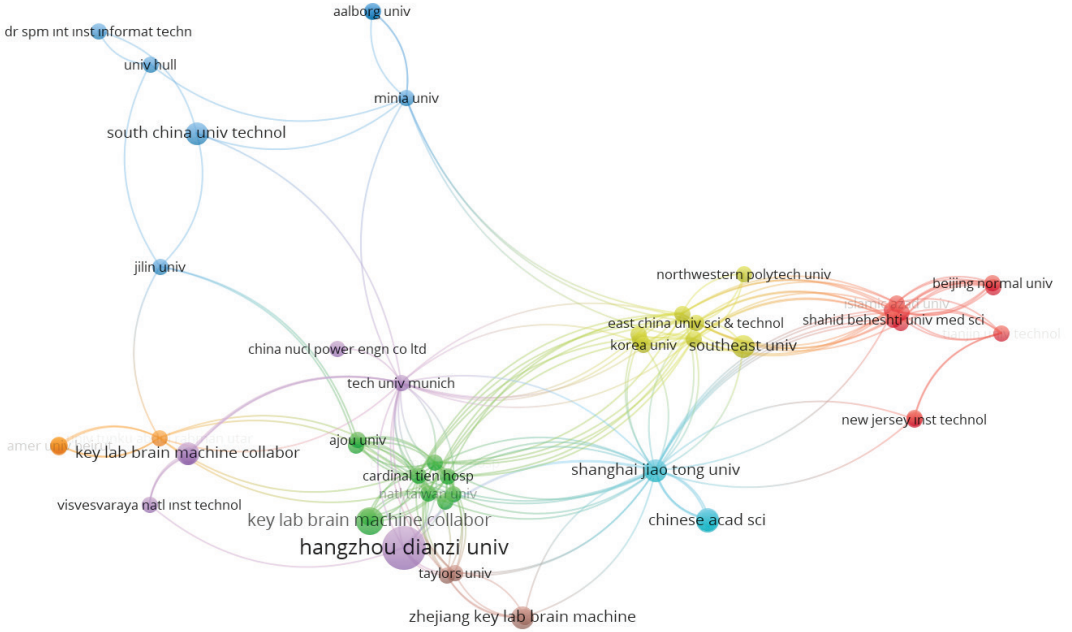 aalborg univ
dr spm ınt ınst ınformat techn
univ hull
minia univ
south china univ technol
jilin univ
northwestern polytech univ
beijing normal univ
east china univ sci & technol
shahid beheshti univ med sci
korea univ
southeast univ
china nucl power engn co ltd
tech univ munich
new jersey ınst technol
ajou univ
amer univ
key lab brain machine collabor
shanghai jiao tong univ
cardinal tien hosp
natl taiwan univ
visvesvaraya natl ınst technol
key lab brain machine collabor
chinese acad sci
hangzhou dianzi univ
taylors univ
zhejiang key lab brain machine